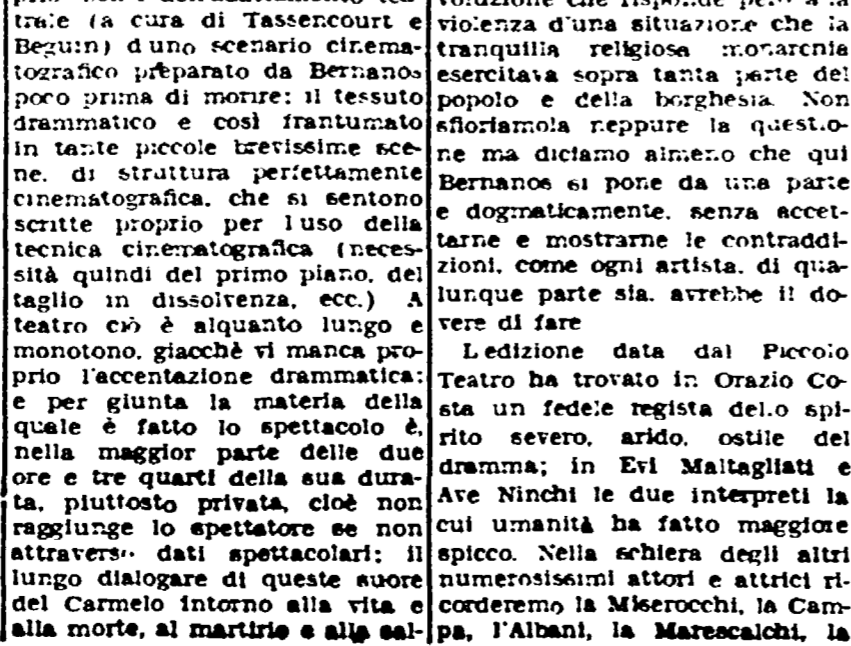 trale (a cura di Tassencourt e
Beguin) d uno scenario cinema-
tografico preparato da Bernanos
poco prima di morire: il tessuto
drammatico e così frantumato
in tante piccole brevissime sce-
ne. di struttura perfettamente
cinematografica. che si sentono
scritte proprio per l uso della
tecnica cinematografica (neces-
sità quindi del primo piano, del
taglio in dissolvenza, ecc.) A
teatro ciò è alquanto lungo e
monotono, giacchè vi manca pro-
prio l'accentazione drammatica:
e per giunta la materia della
quale è fatto lo spettacolo è,
nella maggior parte delle due
ore e tre quarti della sua dura-
ta, piuttosto privata, cioè non
raggiunge lo spettatore se non
attraverso dati spettacolari: il
lungo dialogare di queste suore
del Carmelo intorno alla vita e
alla morte, al martirio e alla sal-
voluzione che risponde però a la
violenza d'una situazione che la
tranquilla religiosa monarchia
esercitava sopra tanta parte del
popolo e della borghesia. Non
sfioriamola neppure la questio-
ne ma diciamo almeno che qui
Bernanos si pone da una parte
e dogmaticamente. senza accet-
tarne e mostrarne le contraddi-
zioni, come ogni artista. di qua-
lunque parte sia. avrebbe il do-
vere di fare
L edizione data dal Piccolo
Teatro ha trovato in Orazio Co-
sta un fedele regista dello spi-
rito severo, arido, ostile del
dramma; in Evi Maltagliati e
Ave Ninchi le due interpreti la
cui umanità ha fatto maggiore
spicco. Nella schiera degli altri
numerosissimi attori e attrici ri-
corderemo la Miserocchi, la Cam-
pa, l'Albani, la Marescalchi, la